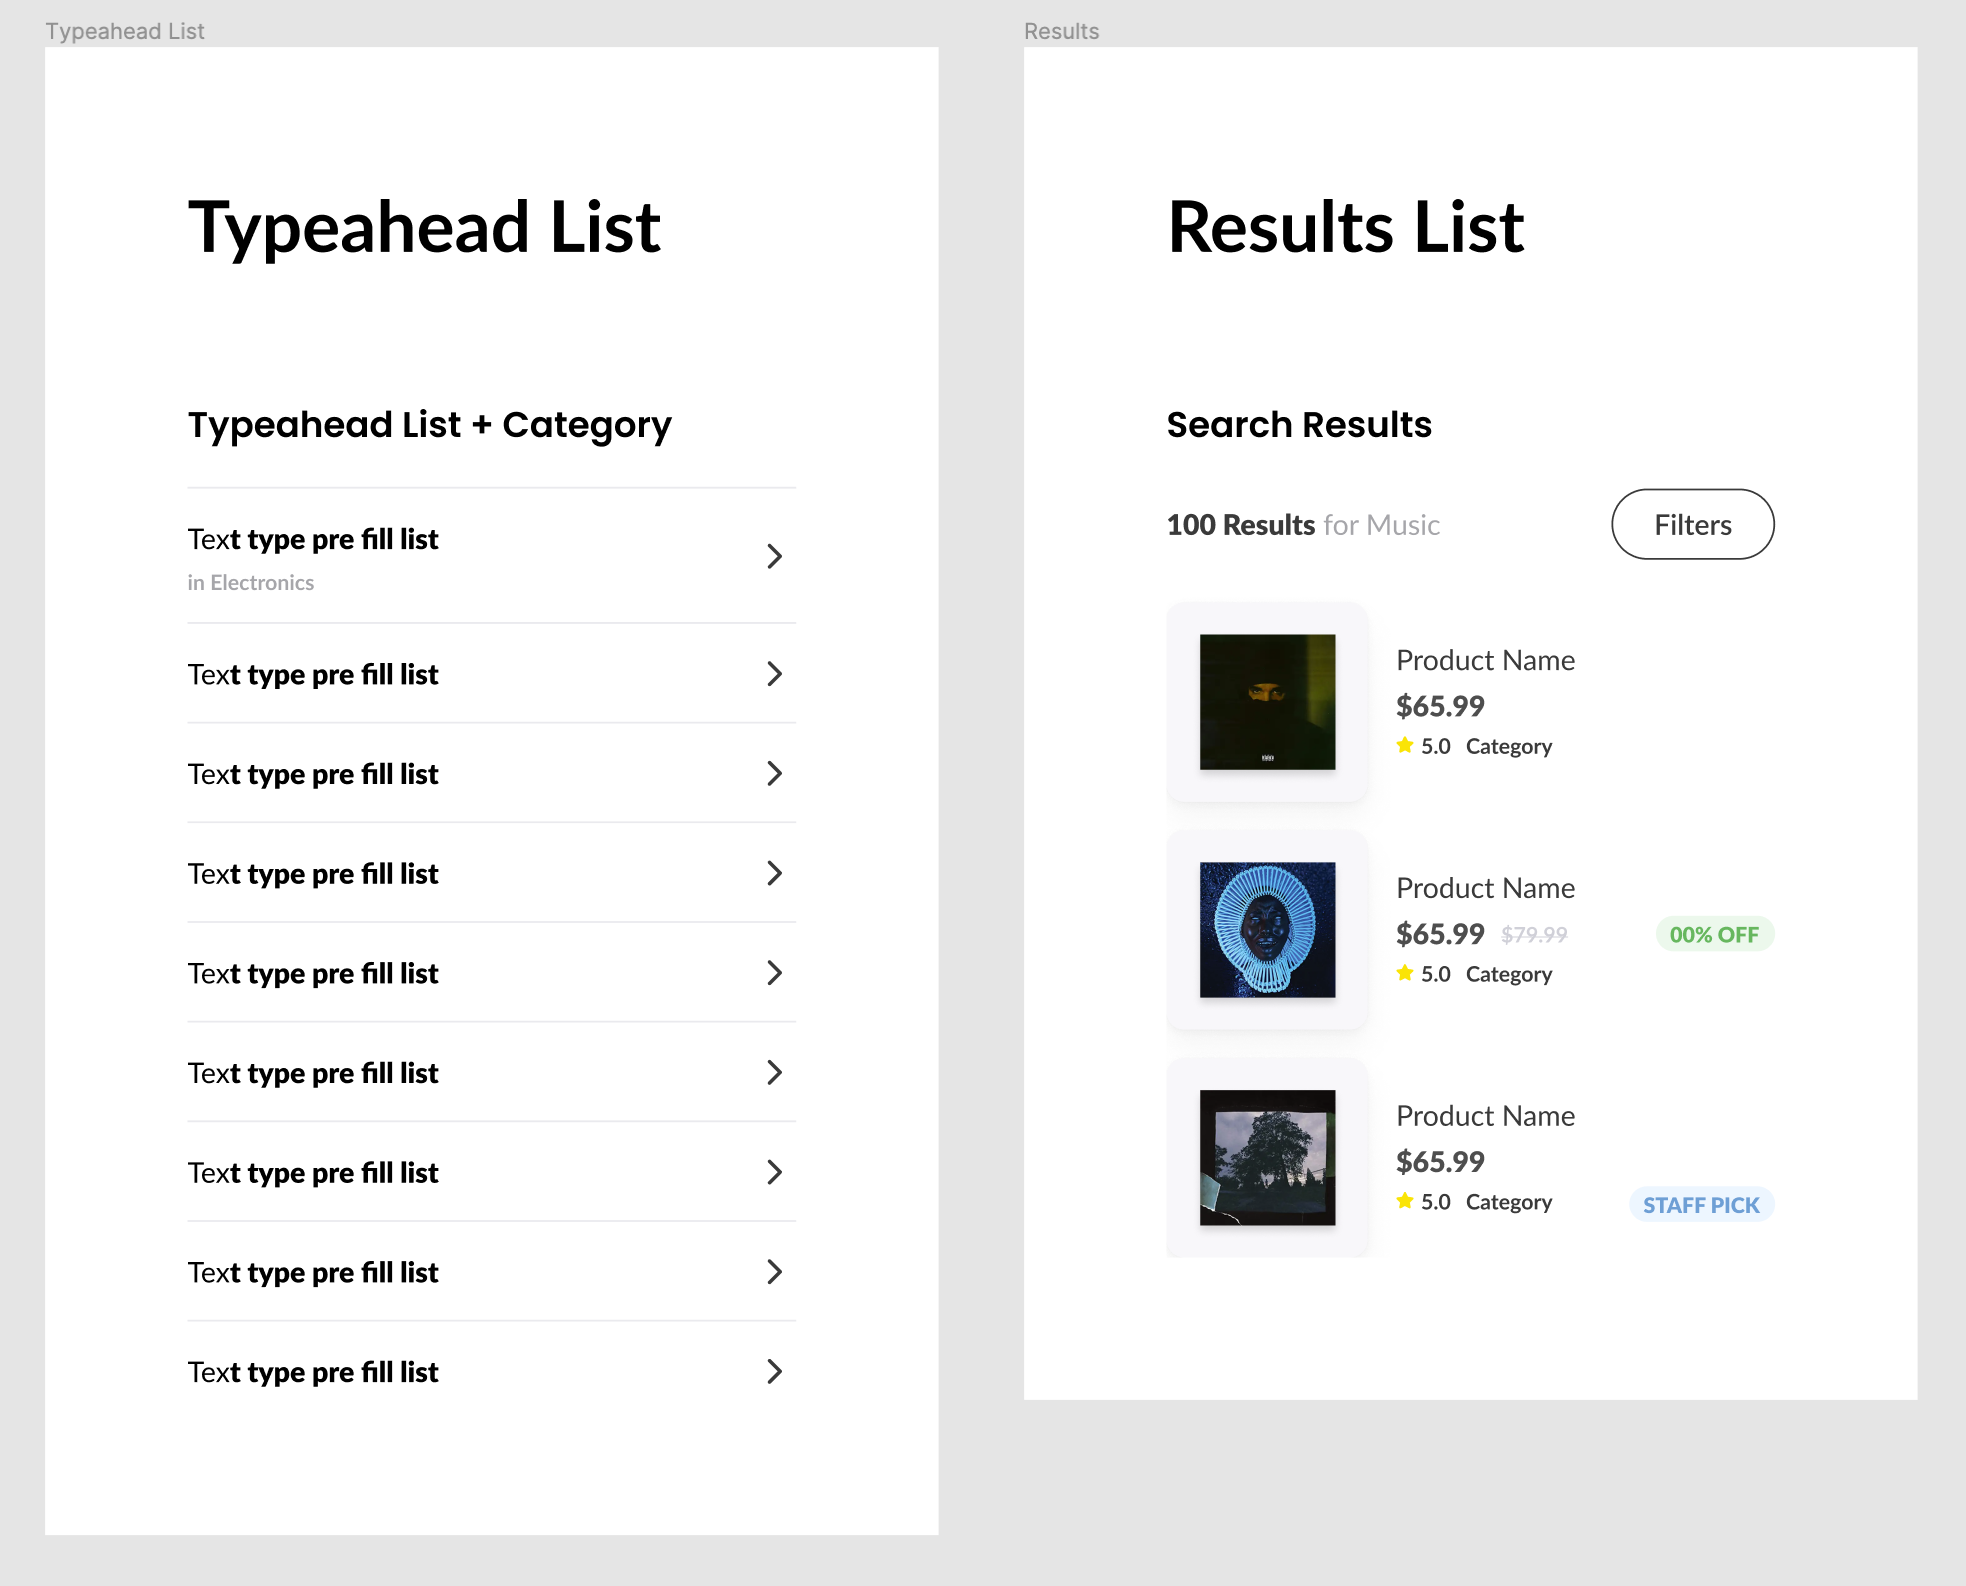 Typeahead List
Typeahead List
Typeahead List + Category
Text type pre fill list
in Electronics
Text type pre fill list
Text type pre fill list
Text type pre fill list
Text type pre fill list
Text type pre fill list
Text type pre fill list
Text type pre fill list
Text type pre fill list
Results
Results List
Search Results
100 Results for Music
Filters
Product Name
$65.99
5.0 Category
Product Name
$65.99 $79.99
00% OFF
5.0 Category
Product Name
$65.99
5.0 Category
STAFF PICK